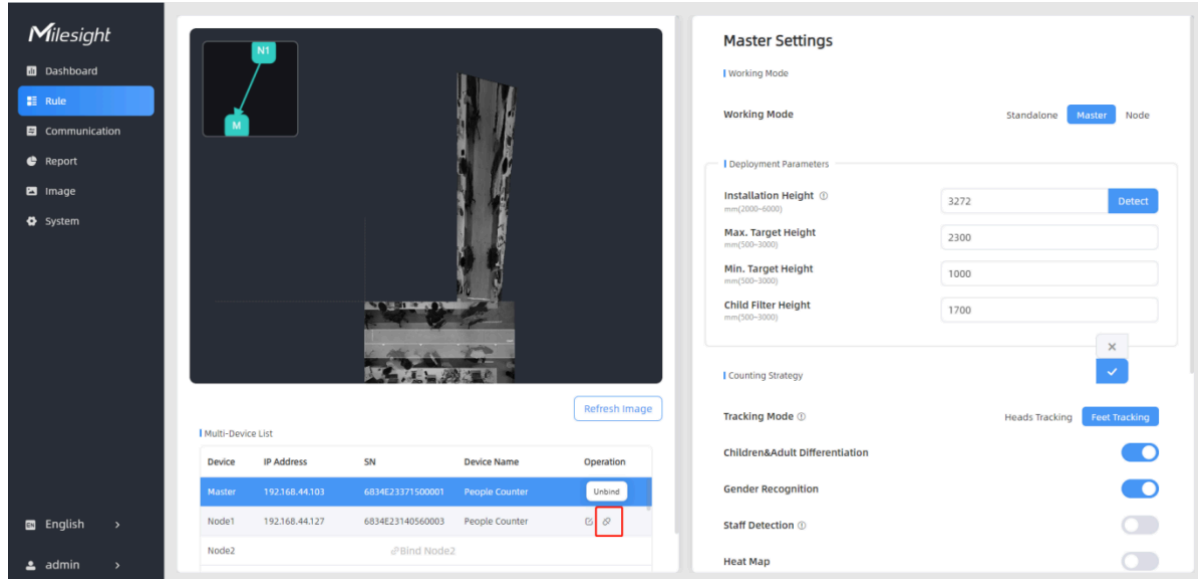 Milesight
Dashboard
Rule
Communication
Report
Image
System
English
admin
N1
M
Refresh Image
Multi-Device List
Device IP Address SN Device Name Operation
Master 192.168.44.103 6834E23371500001 People Counter Unbind
Node1 192.168.44.127 6834E23140560003 People Counter
Node2 Bind Node2
Master Settings
Working Mode
Working Mode Standalone Master Node
Deployment Parameters
Installation Height 3272 Detect
mm(2000~6000)
Max. Target Height 2300
mm(500~3000)
Min. Target Height 1000
mm(500~3000)
Child Filter Height 1700
mm(500~3000)
Counting Strategy
Tracking Mode Heads Tracking Feet Tracking
Children&Adult Differentiation
Gender Recognition
Staff Detection
Heat Map